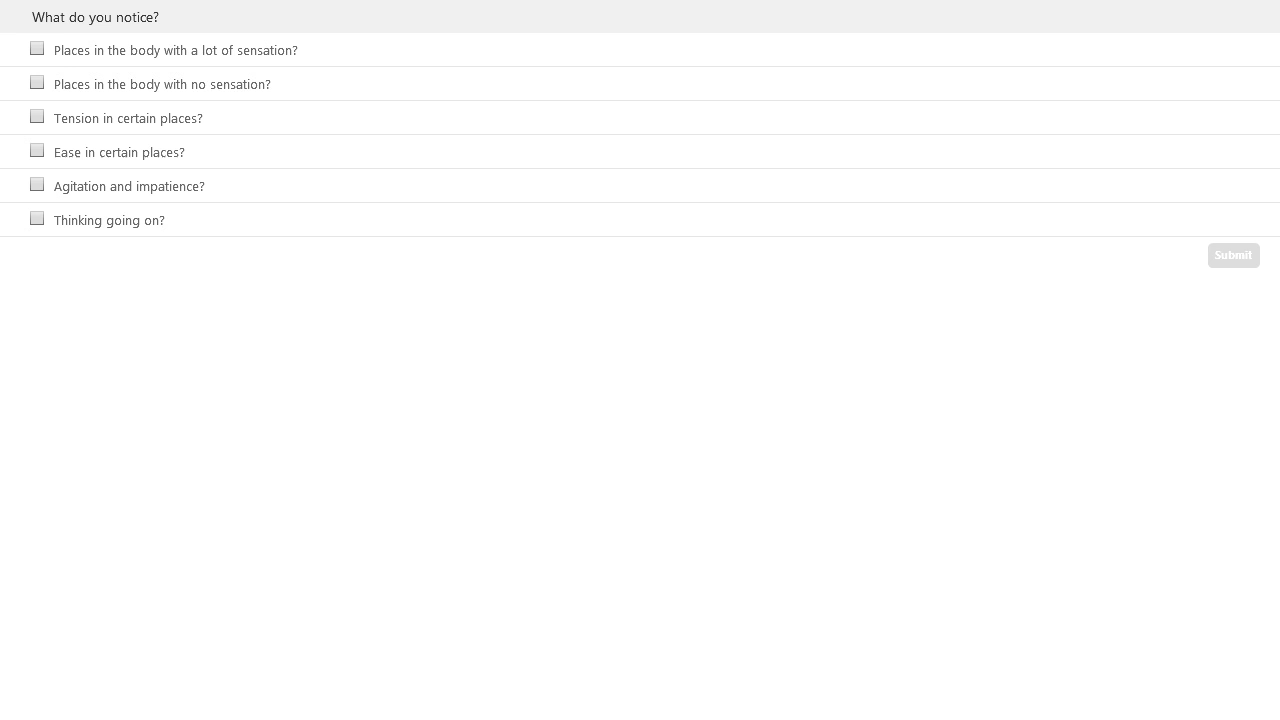 What do you notice?
Places in the body with a lot of sensation?
Places in the body with no sensation?
Tension in certain places?
Ease in certain places?
Agitation and impatience?
Thinking going on?
Submit